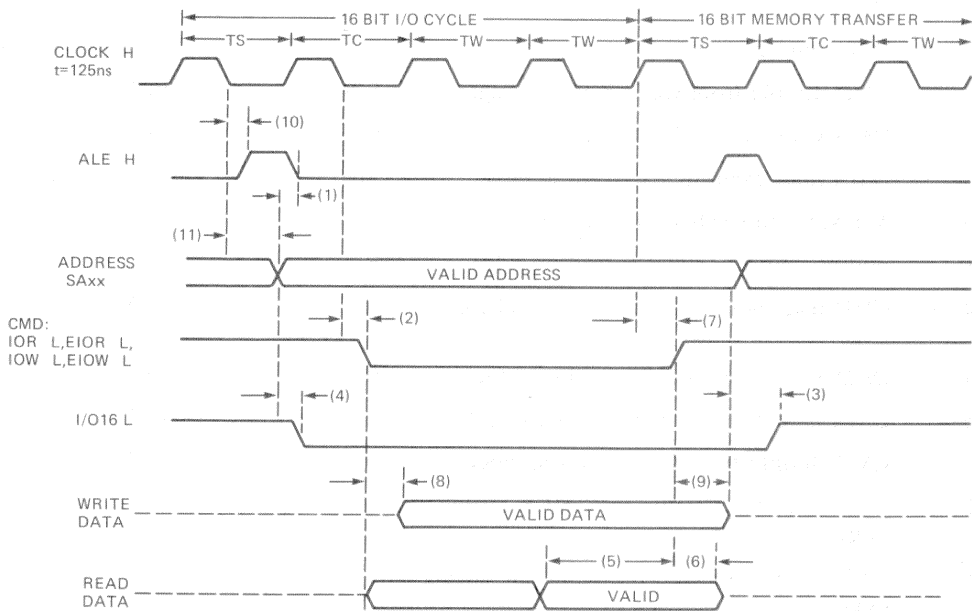 16 BIT I/O CYCLE 16 BIT MEMORY TRANSFER
TS TC TW TW TS TC TW
CLOCK H
t=125ns
(10)
ALE H
(1)
(11)
ADDRESS
SAxx
VALID ADDRESS
(2) (7)
CMD:
IOR L,EIOR L,
IOW L,EIOW L
(4) (3)
I/O16 L
(8) (9)
WRITE
DATA
VALID DATA
(5) (6)
READ
DATA
VALID